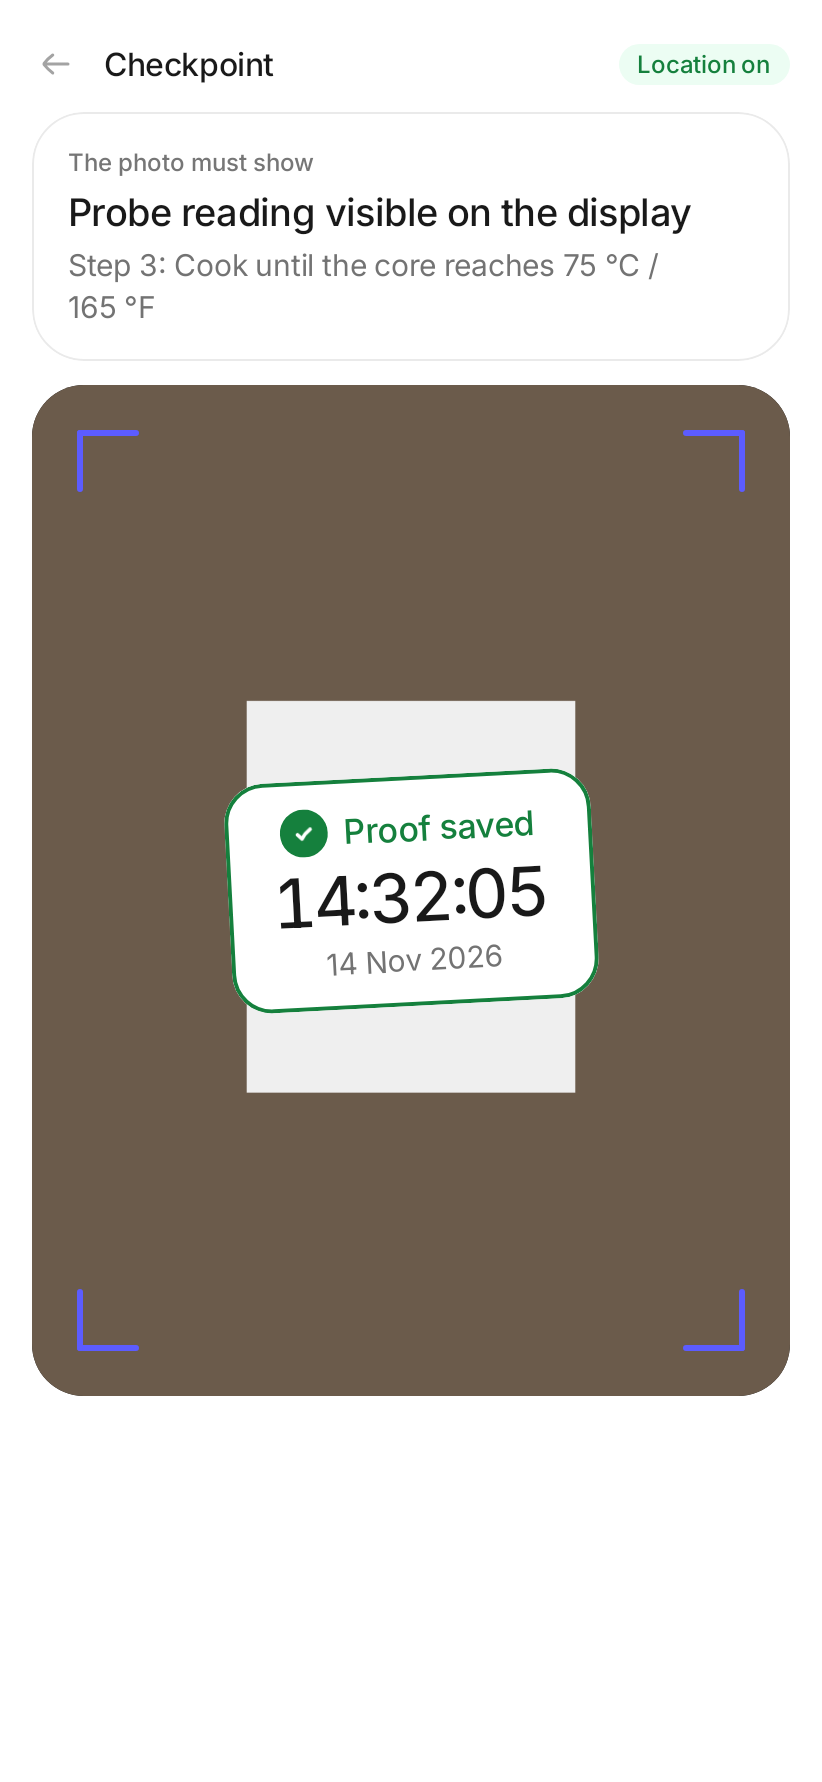 Checkpoint
Location on
The photo must show
Probe reading visible on the display
Step 3: Cook until the core reaches 75 °C /
165 °F
Proof saved
14:32:05
14 Nov 2026